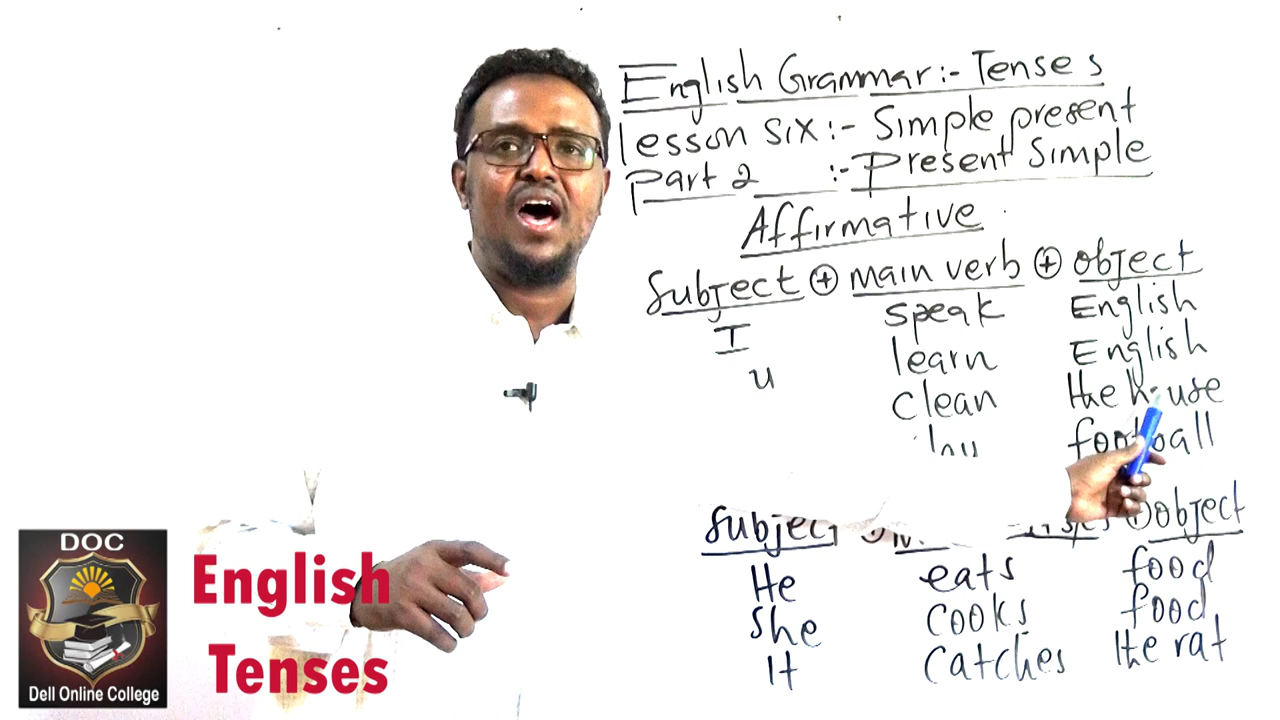 English Grammar:- Tenses
lesson six:- Simple present
Part 2 :- Present Simple
Affirmative
Subject + main verb + object
I speak English
learn English
clean the house
football
object
He eats food
She cooks food
It catches the rat
DOC
Dell Online College
English
Tenses